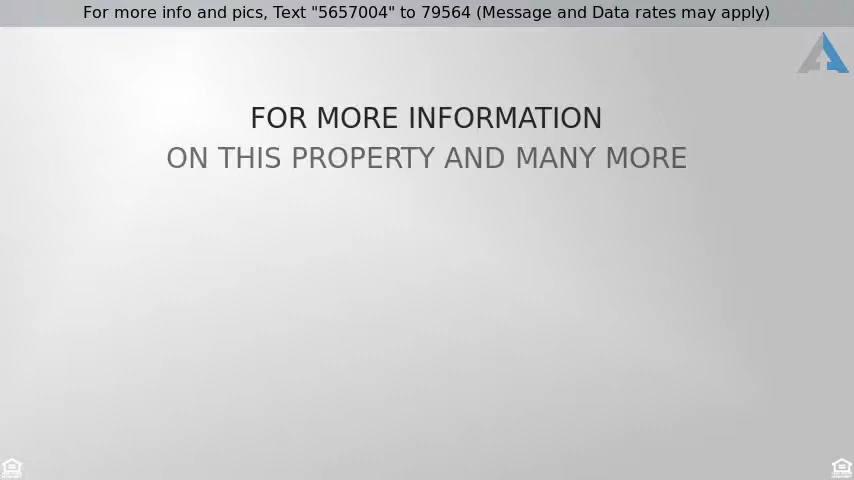 For more info and pics, Text "5657004" to 79564 (Message and Data rates may apply)
FOR MORE INFORMATION
ON THIS PROPERTY AND MANY MORE